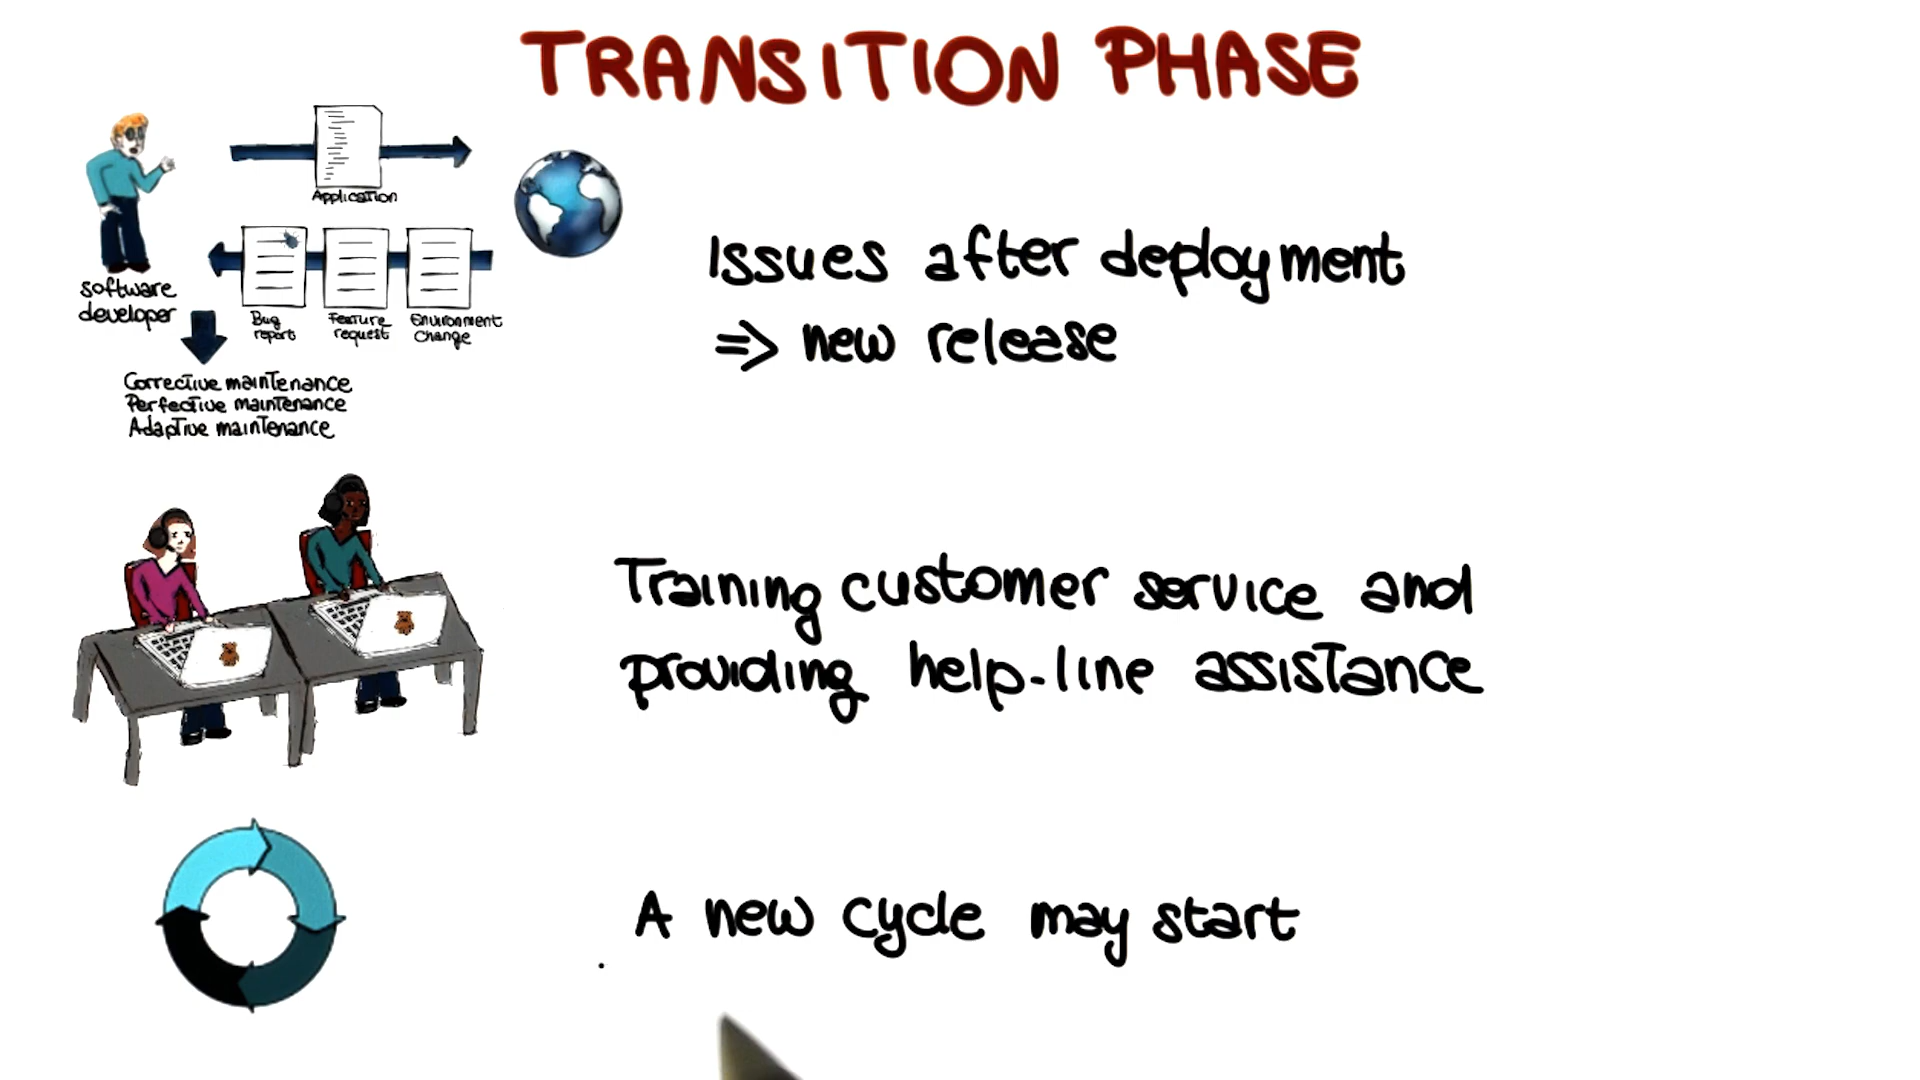 TRANSITION PHASE
Application
software
developer
Bug
report
Feature
request
Environment
Change
Corrective maintenance
Perfective maintenance
Adaptive maintenance
Issues after deployment
=> new release
Training customer service and
providing help-line assistance
A new cycle may start